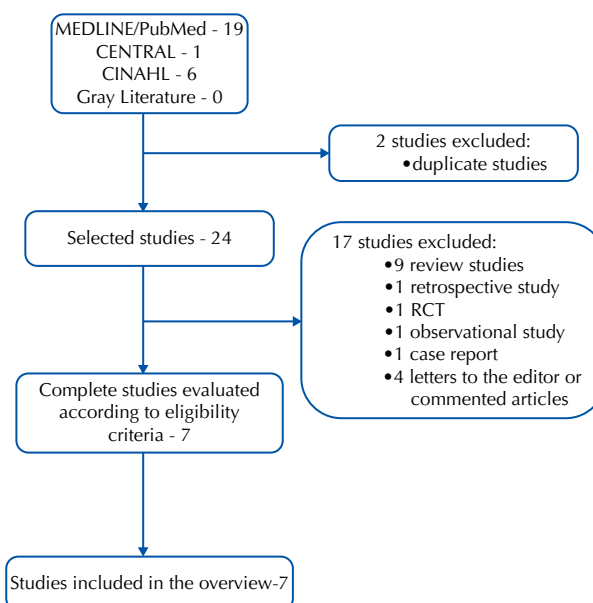 MEDLINE/PubMed - 19
CENTRAL - 1
CINAHL - 6
Gray Literature - 0
2 studies excluded:
•duplicate studies
Selected studies - 24
17 studies excluded:
•9 review studies
•1 retrospective study
•1 RCT
•1 observational study
•1 case report
•4 letters to the editor or
commented articles
Complete studies evaluated
according to eligibility
criteria - 7
Studies included in the overview-7